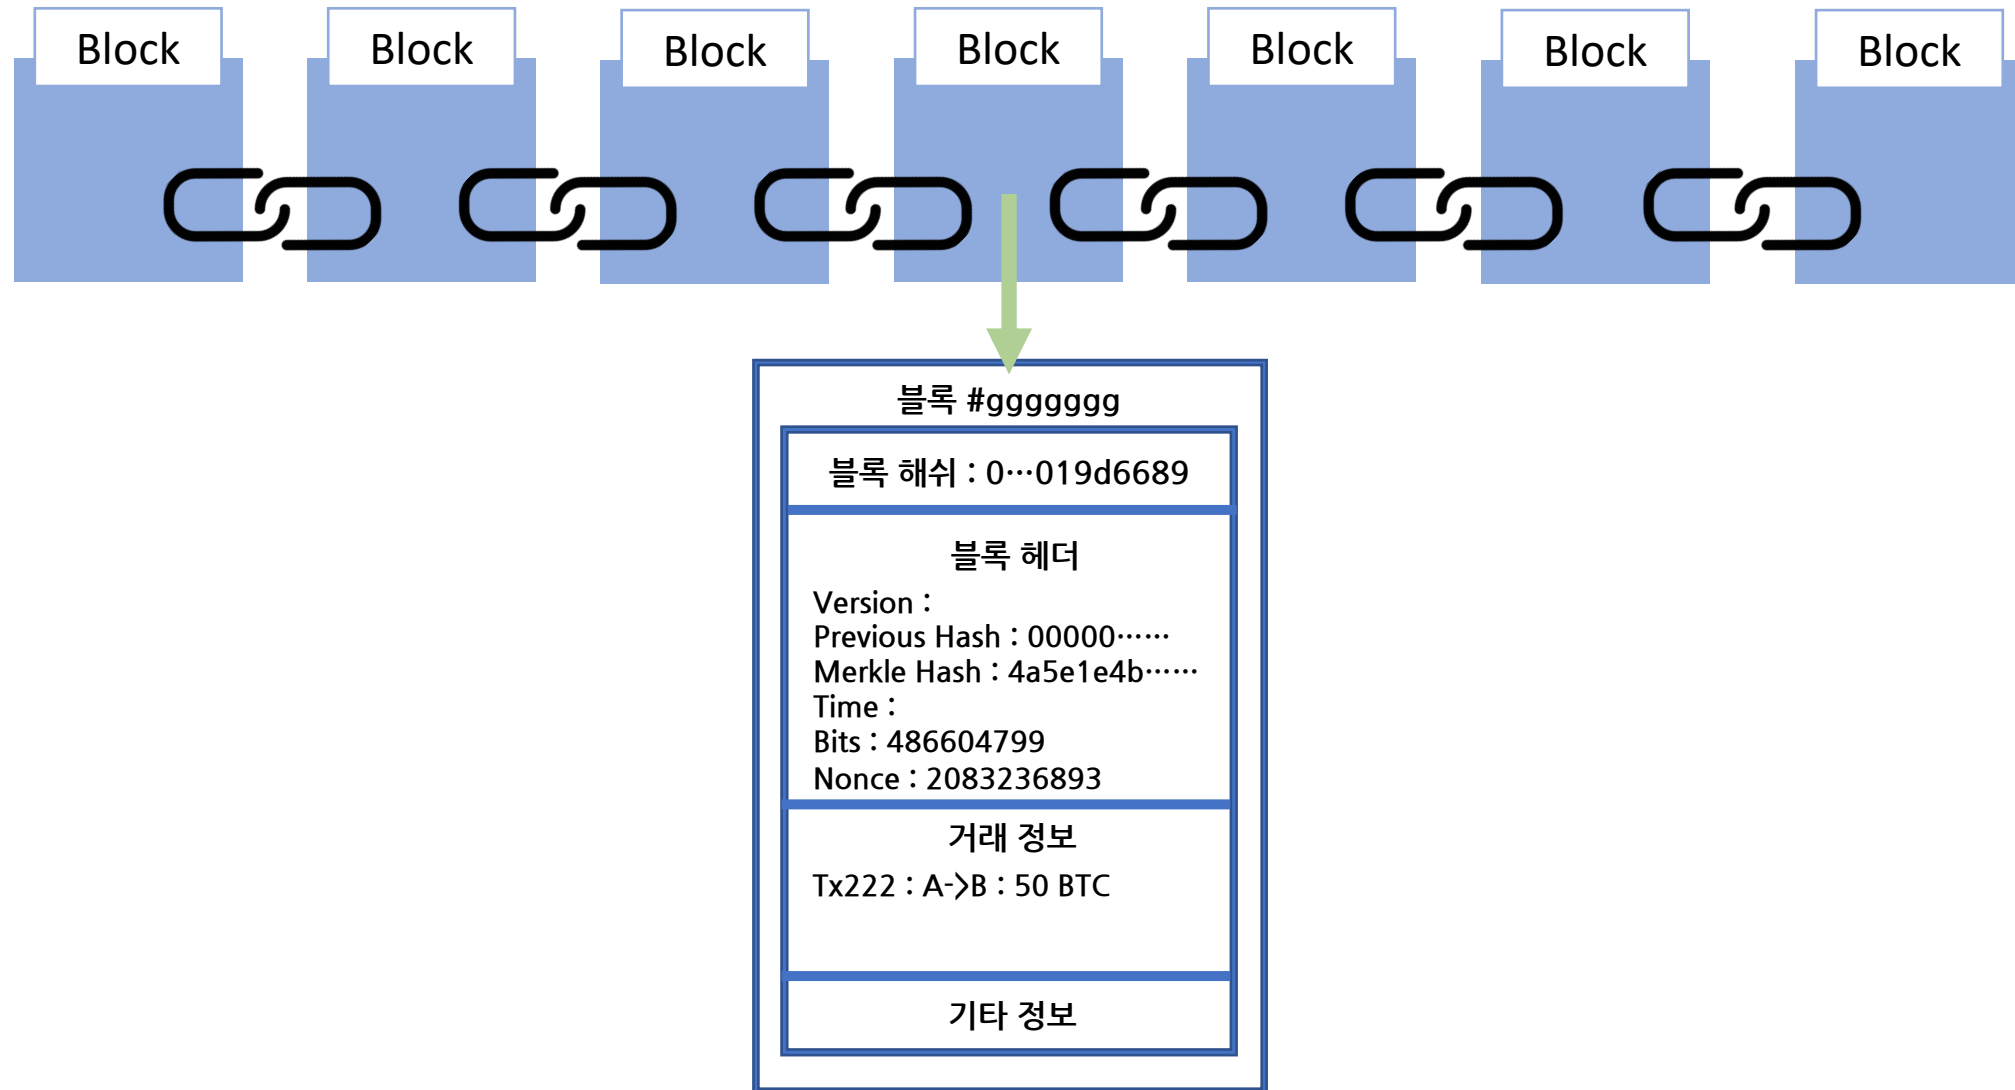 Block
Block
Block
Block
Block
Block
Block
블록 #ggggggg
블록 해쉬 : 0…019d6689
블록 헤더
Version :
Previous Hash : 00000……
Merkle Hash : 4a5e1e4b……
Time :
Bits : 486604799
Nonce : 2083236893
거래 정보
Tx222 : A->B : 50 BTC
기타 정보